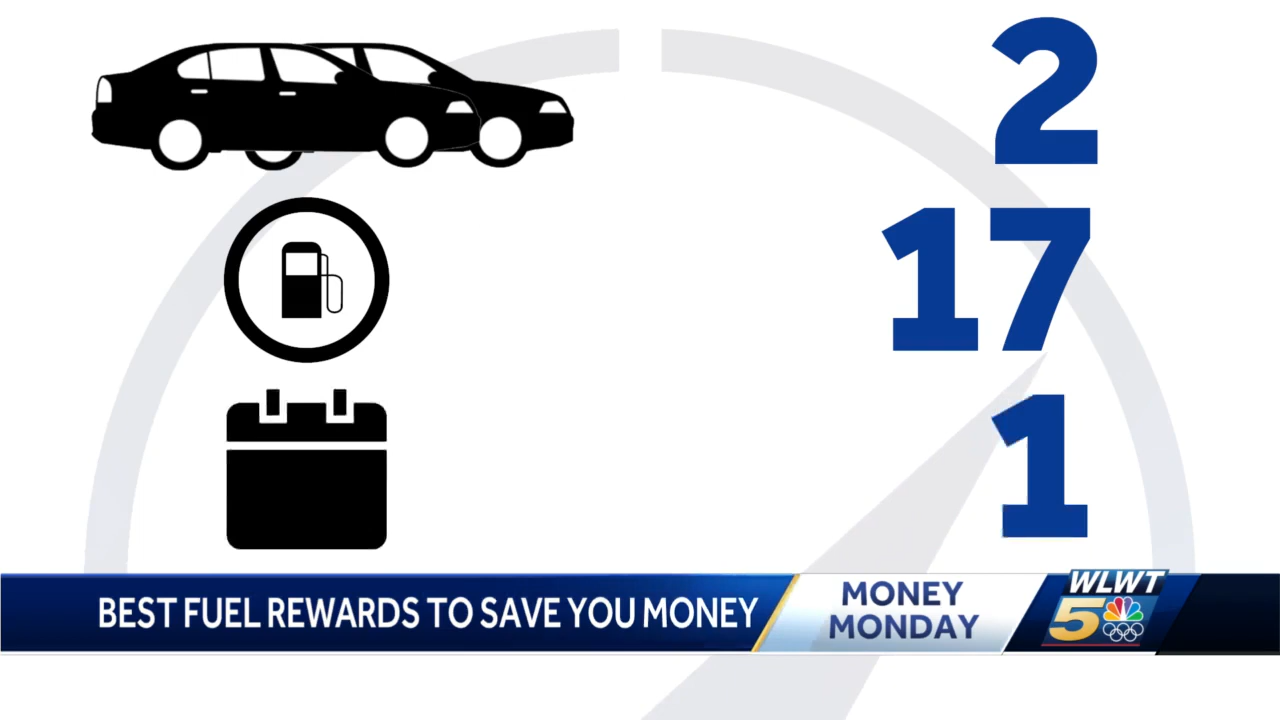 2
17
1
BEST FUEL REWARDS TO SAVE YOU MONEY
MONEY
MONDAY
WLWT
5